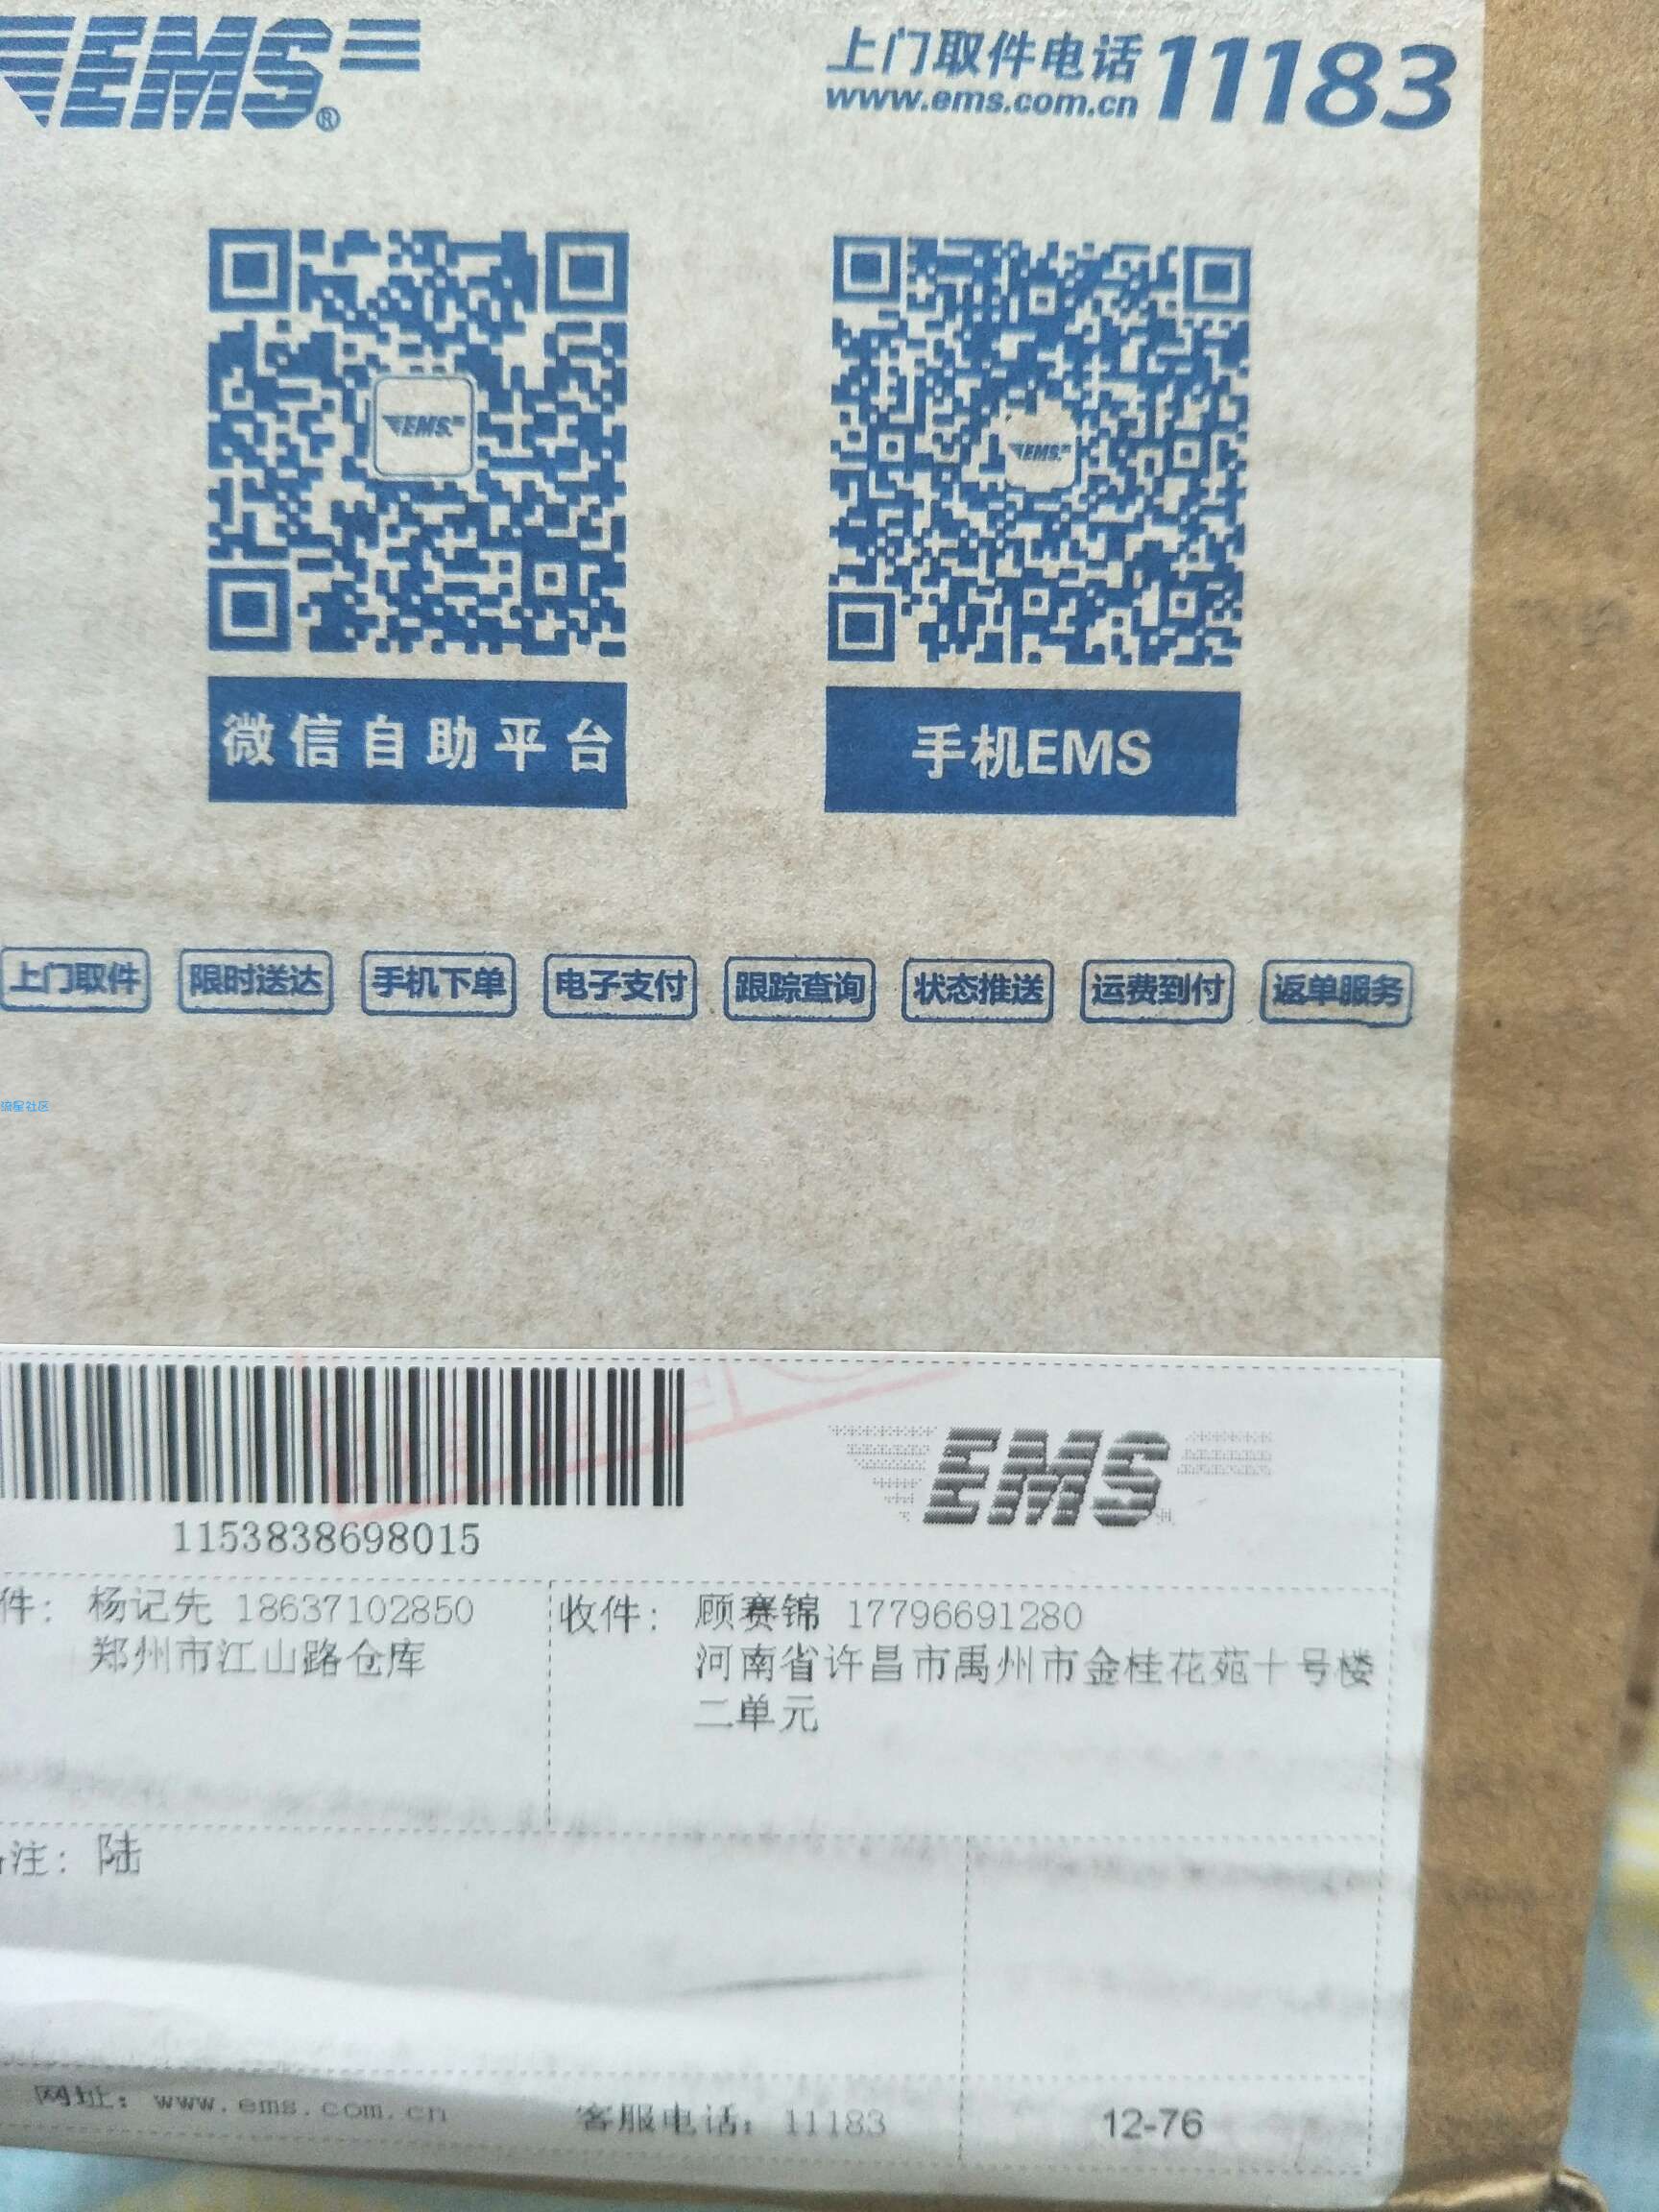 EMS®
上门取件电话 11183
www.ems.com.cn
EMS
EMS
微信自助平台
手机EMS
上门取件 限时送达 手机下单 电子支付 跟踪查询 状态推送 运费到付 返单服务
流星社区
EMS
1153838698015
件: 杨记先 18637102850
郑州市江山路仓库
收件: 顾赛锦 17796691280
河南省许昌市禹州市金桂花苑十号楼
二单元
注: 陆
网址: www.ems.com.cn
客服电话: 11183
12-76